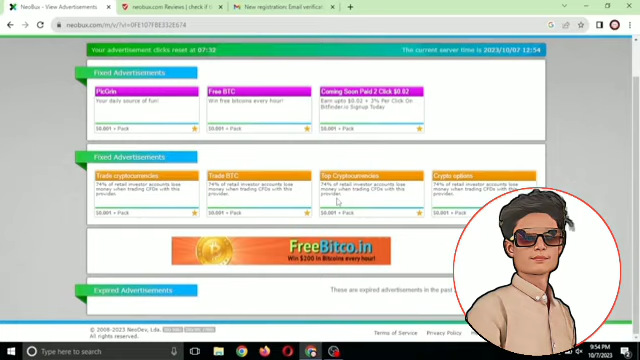 NeoBux - View Advertisements
neobux.com Reviews | check if t
New registration: Email verificat
neobux.com/m/v/?vl=0FE107FBE332E674
Your advertisement clicks reset at 07:32
The current server time is 2023/10/07 12:54
Fixed Advertisements
PicGrin
Your daily source of fun!
$0.001 + Pack
Free BTC
Win free bitcoins every hour!
$0.001 + Pack
Coming Soon Paid 2 Click $0.02
Earn upto $0.02 + 2% Per Click On
Bitfinder.io Signup Today
$0.001 + Pack
Fixed Advertisements
Trade cryptocurrencies
74% of retail investor accounts lose
money when trading CFDs with this
provider.
$0.001 + Pack
Trade BTC
74% of retail investor accounts lose
money when trading CFDs with this
provider.
$0.001 + Pack
Top Cryptocurrencies
74% of retail investor accounts lose
money when trading CFDs with this
provider.
$0.001 + Pack
Crypto options
74% of retail investor accounts lose
money when trading CFDs with this
$0.001 + Pack
FreeBitco.in
Win $200 in Bitcoins every hour!
Expired Advertisements
These are expired advertisements in the past
© 2008-2023 NeoDev, Lda.
All rights reserved.
Terms of Service
Privacy Policy
Type here to search
9:54 PM
10/7/2023